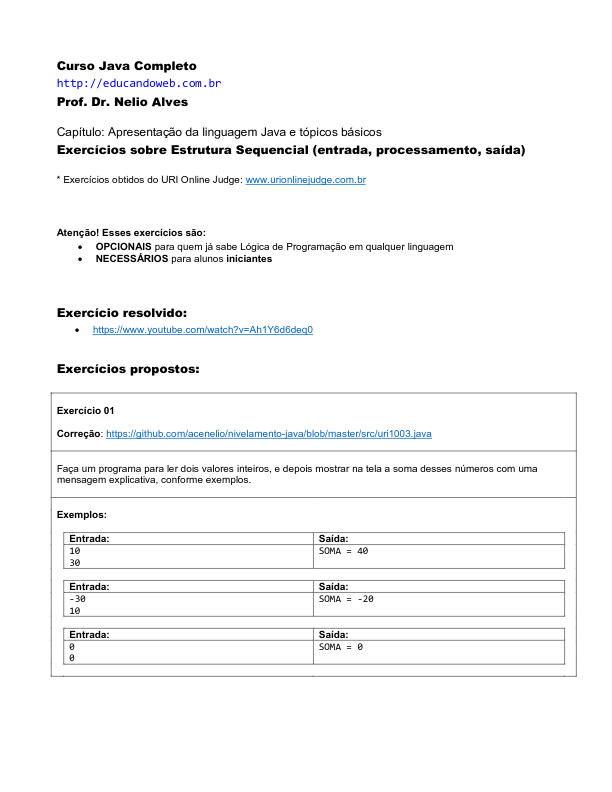 Curso Java Completo
http://educandoweb.com.br
Prof. Dr. Nelio Alves
Capítulo: Apresentação da linguagem Java e tópicos básicos
Exercícios sobre Estrutura Sequencial (entrada, processamento, saída)
* Exercícios obtidos do URI Online Judge: www.urionlinejudge.com.br
Atenção! Esses exercícios são:
• OPCIONAIS para quem já sabe Lógica de Programação em qualquer linguagem
• NECESSÁRIOS para alunos iniciantes
Exercício resolvido:
• https://www.youtube.com/watch?v=Ah1Y6d6deq0
Exercícios propostos:
Exercício 01
Correção: https://github.com/acenelio/nivelamento-java/blob/master/src/uri1003.java
Faça um programa para ler dois valores inteiros, e depois mostrar na tela a soma desses números com uma
mensagem explicativa, conforme exemplos.
Exemplos:
Entrada: Saída:
10 SOMA = 40
30
Entrada: Saída:
-30 SOMA = -20
10
Entrada: Saída:
0 SOMA = 0
0